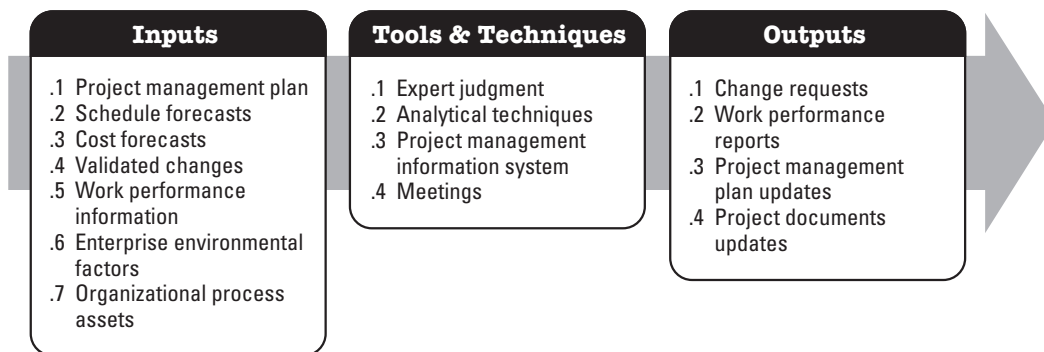 Inputs
.1 Project management plan
.2 Schedule forecasts
.3 Cost forecasts
.4 Validated changes
.5 Work performance
information
.6 Enterprise environmental
factors
.7 Organizational process
assets
Tools & Techniques
.1 Expert judgment
.2 Analytical techniques
.3 Project management
information system
.4 Meetings
Outputs
.1 Change requests
.2 Work performance
reports
.3 Project management
plan updates
.4 Project documents
updates